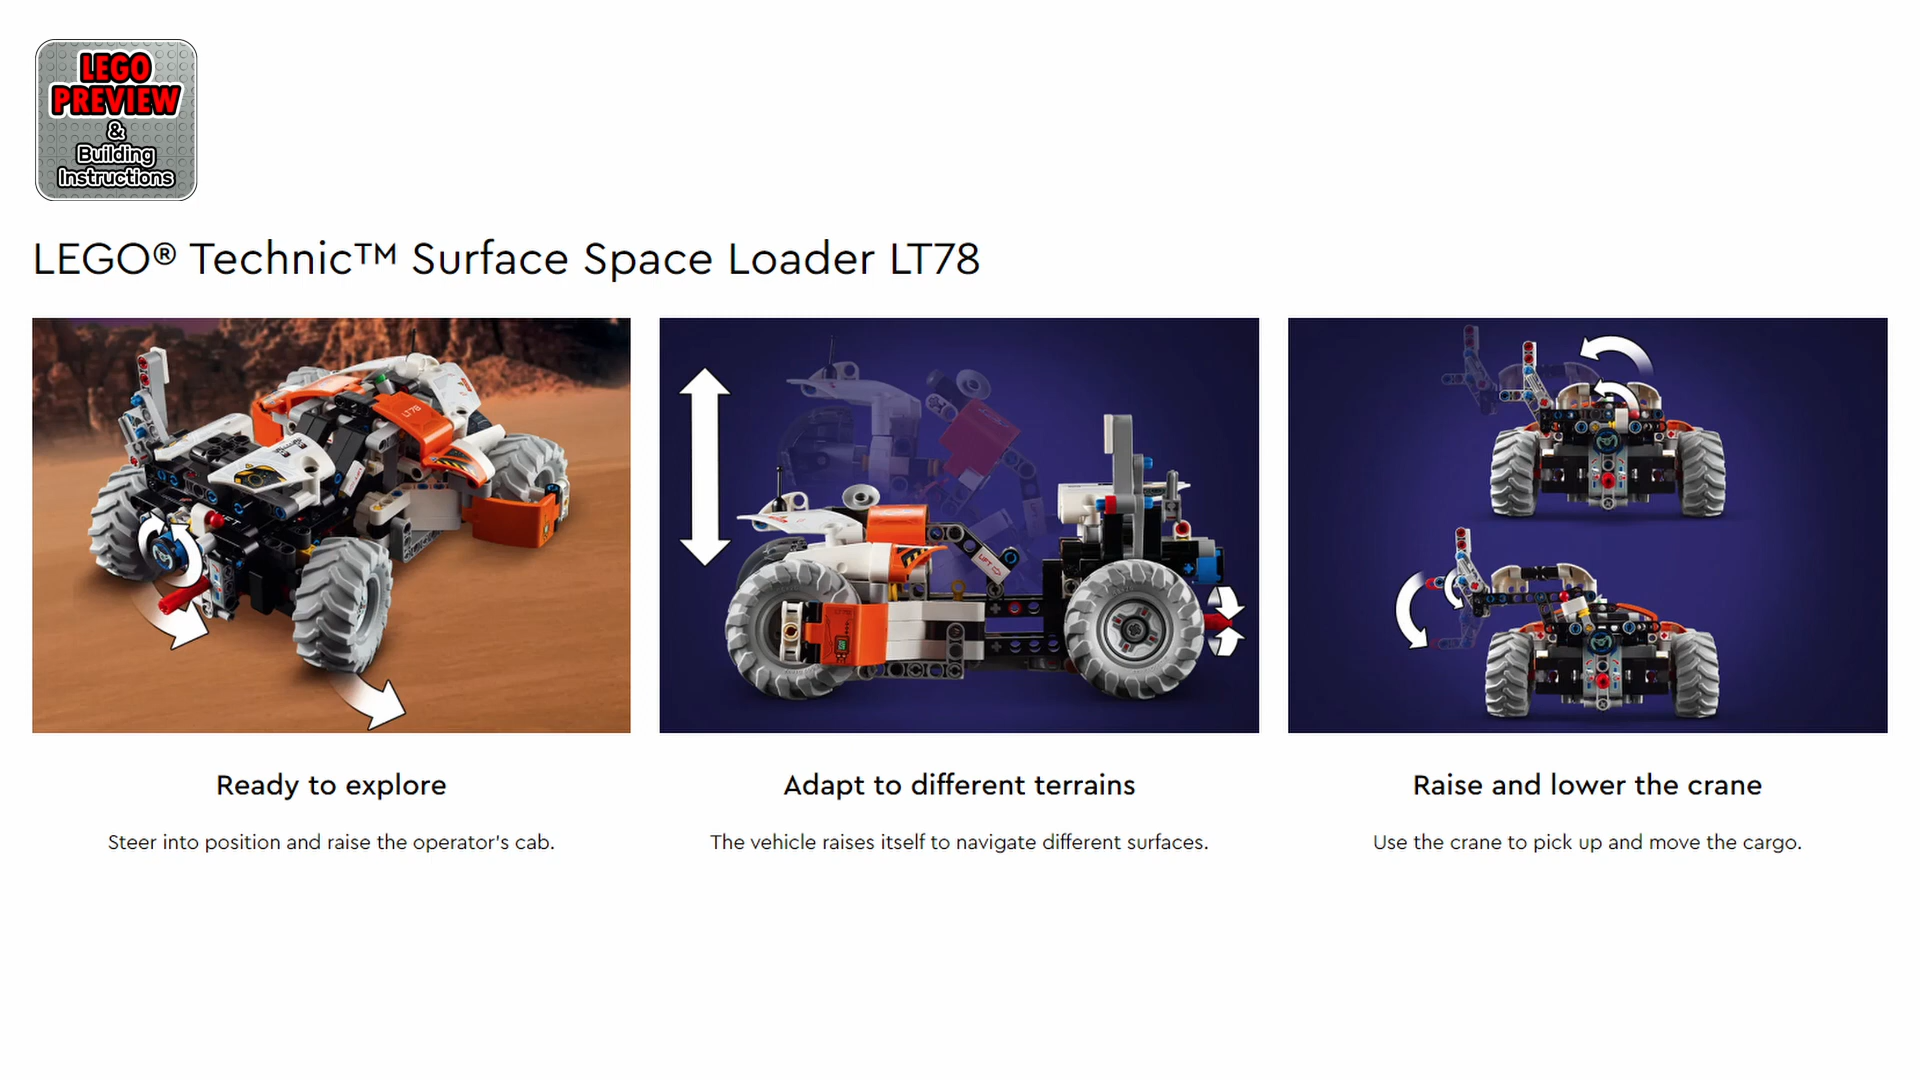 LEGO
PREVIEW
&
Building
Instructions
LEGO® Technic™ Surface Space Loader LT78
LT78
LIFT
Ready to explore
Adapt to different terrains
Raise and lower the crane
Steer into position and raise the operator's cab.
The vehicle raises itself to navigate different surfaces.
Use the crane to pick up and move the cargo.